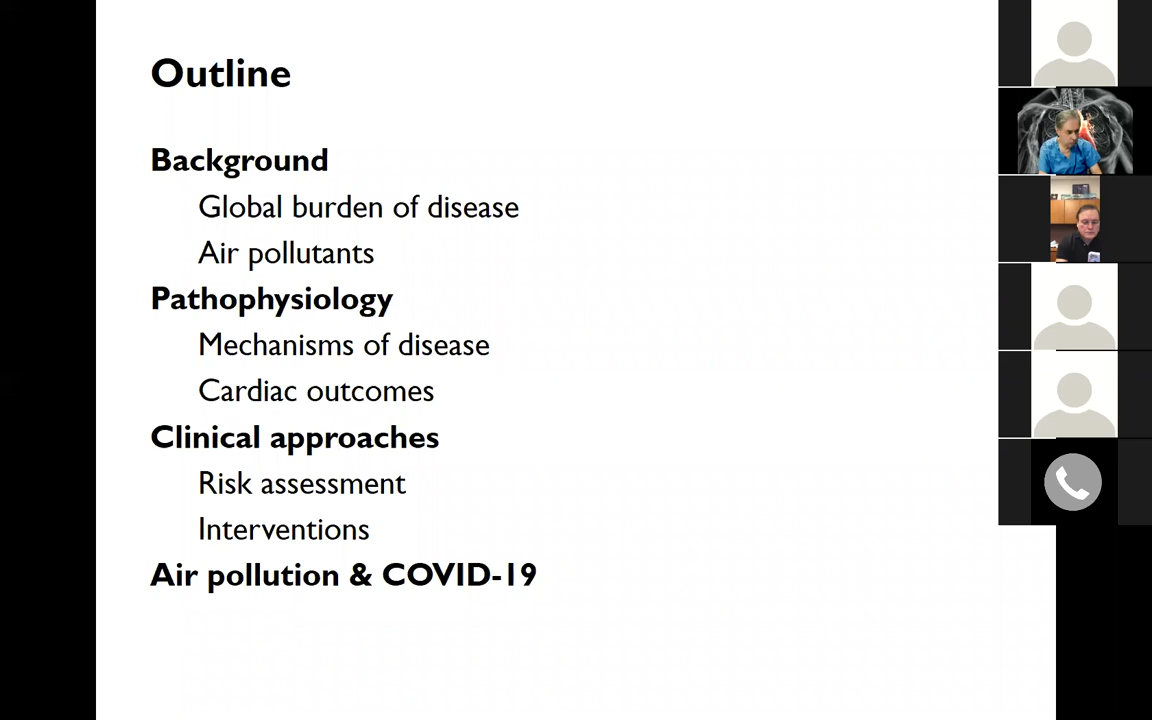 Outline
Background
Global burden of disease
Air pollutants
Pathophysiology
Mechanisms of disease
Cardiac outcomes
Clinical approaches
Risk assessment
Interventions
Air pollution & COVID-19